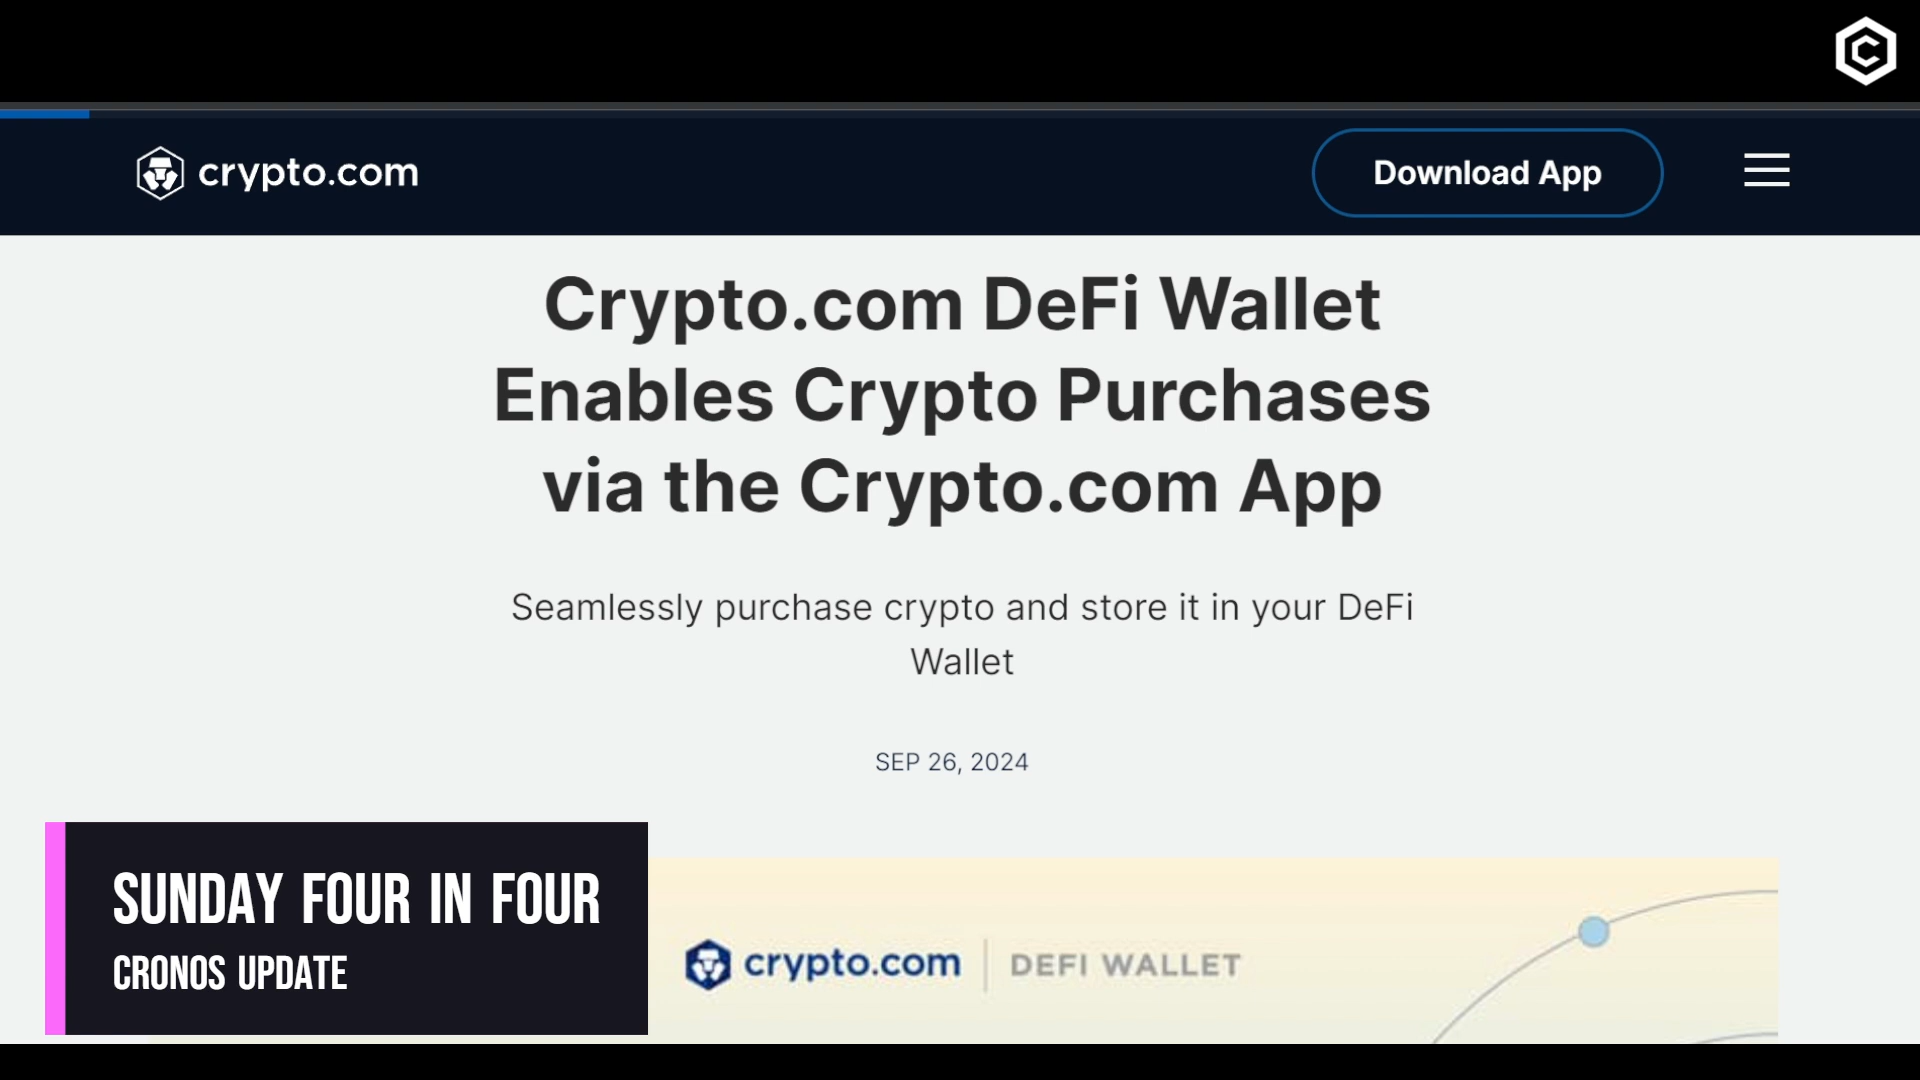 crypto.com
Download App
Crypto.com DeFi Wallet
Enables Crypto Purchases
via the Crypto.com App
Seamlessly purchase crypto and store it in your DeFi
Wallet
SEP 26, 2024
SUNDAY FOUR IN FOUR
CRONOS UPDATE
crypto.com | DEFI WALLET